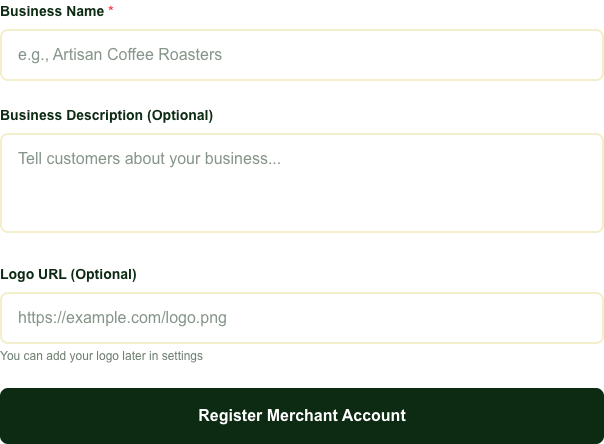 Business Name *
e.g., Artisan Coffee Roasters
Business Description (Optional)
Tell customers about your business...
Logo URL (Optional)
https://example.com/logo.png
You can add your logo later in settings
Register Merchant Account